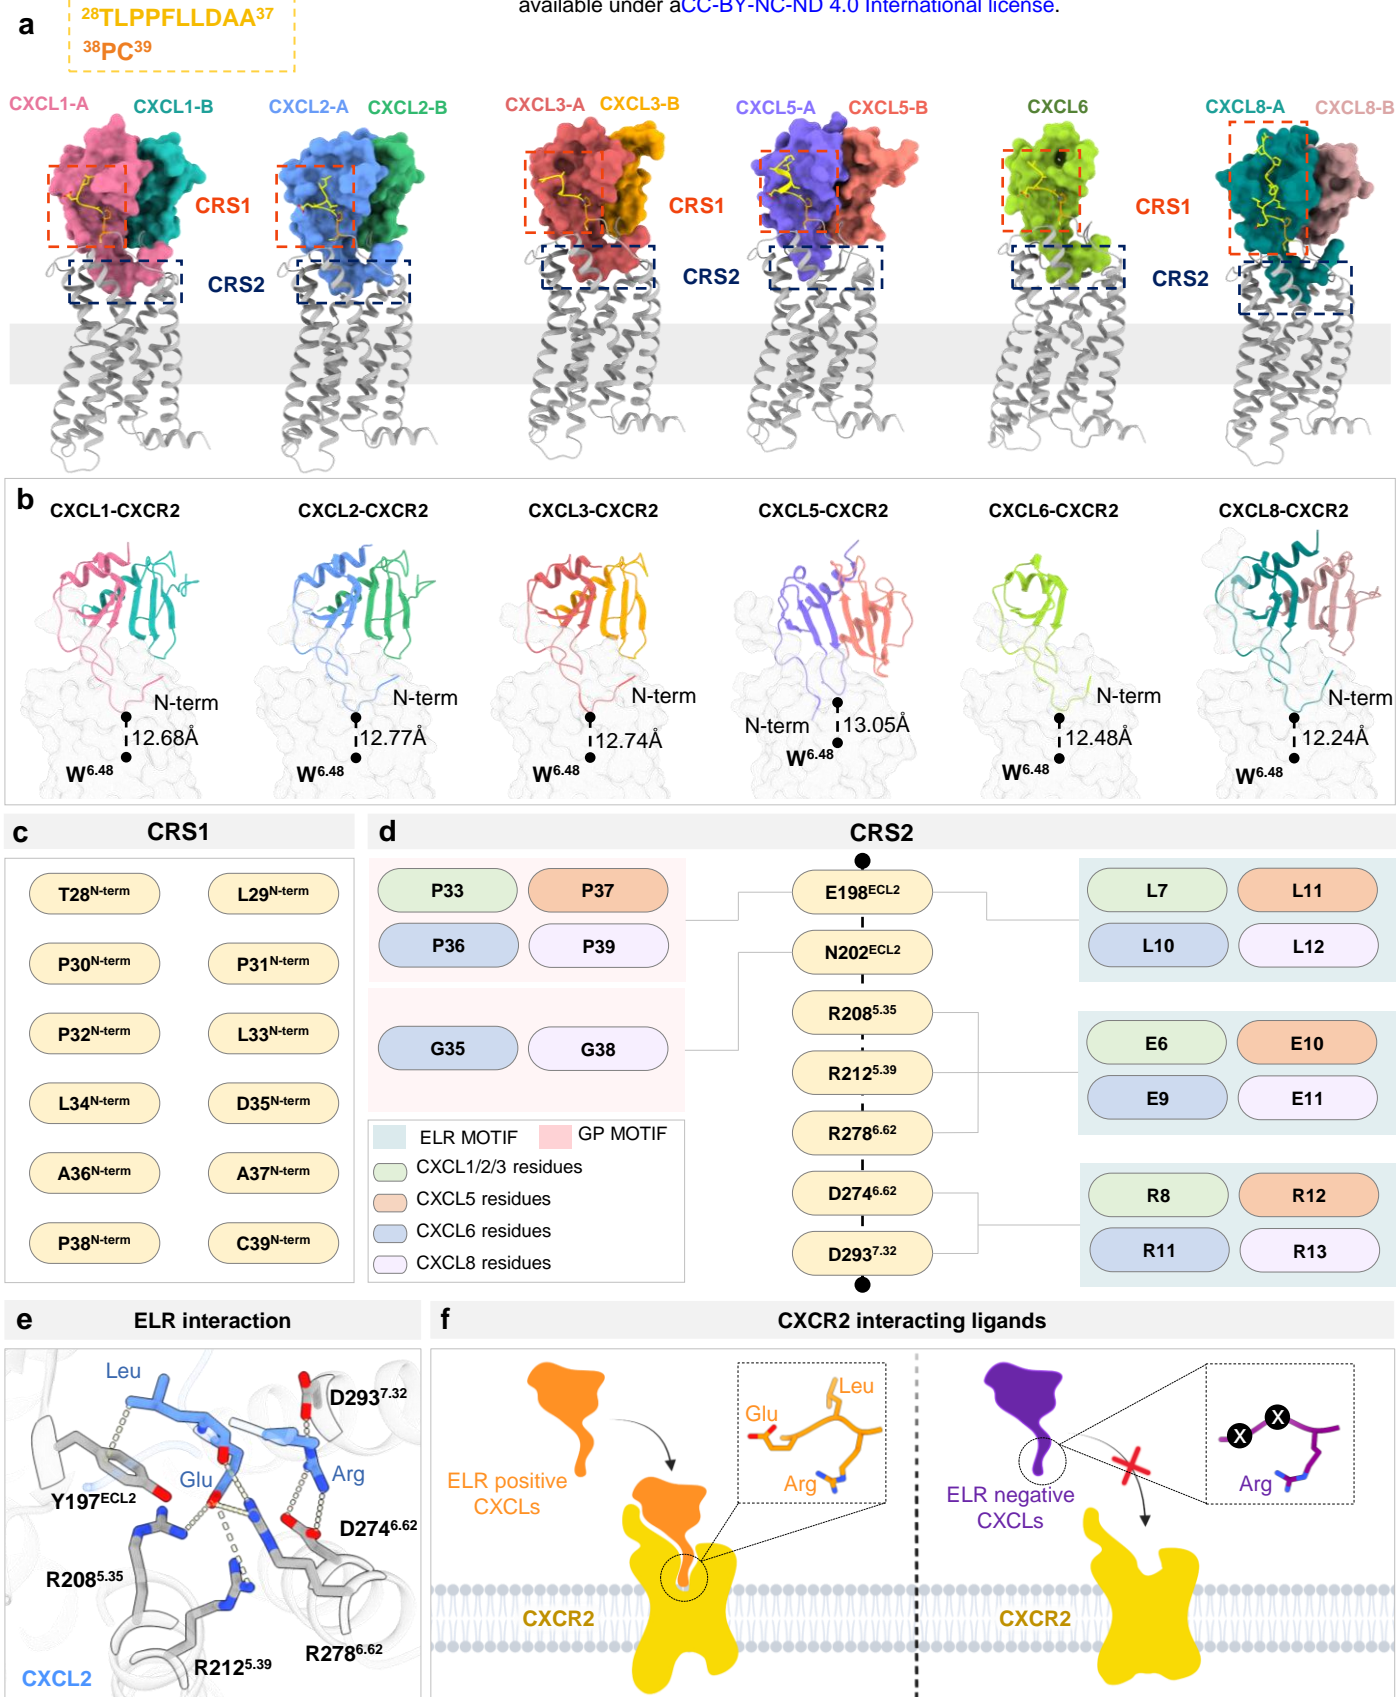 available under aCC-BY-NC-ND 4.0 International license.
a
28TLPPFLLDAA37
38PC39
CXCL1-A CXCL1-B CXCL2-A CXCL2-B CXCL3-A CXCL3-B CXCL5-A CXCL5-B CXCL6 CXCL8-A CXCL8-B
CRS1 CRS1 CRS1
CRS2 CRS2 CRS2
b
CXCL1-CXCR2 CXCL2-CXCR2 CXCL3-CXCR2 CXCL5-CXCR2 CXCL6-CXCR2 CXCL8-CXCR2
N-term N-term N-term N-term N-term N-term
12.68Å 12.77Å 12.74Å 13.05Å 12.48Å 12.24Å
W6.48 W6.48 W6.48 W6.48 W6.48 W6.48
c CRS1
T28N-term L29N-term
P30N-term P31N-term
P32N-term L33N-term
L34N-term D35N-term
A36N-term A37N-term
P38N-term C39N-term
d CRS2
P33 P37
P36 P39
G35 G38
E198ECL2
N202ECL2
R2085.35
R2125.39
R2786.62
D2746.62
D2937.32
L7 L11
L10 L12
E6 E10
E9 E11
R8 R12
R11 R13
ELR MOTIF GP MOTIF
CXCL1/2/3 residues
CXCL5 residues
CXCL6 residues
CXCL8 residues
e ELR interaction
Leu
D2937.32
Glu
Arg
Y197ECL2
D2746.62
R2085.35
R2786.62
R2125.39
CXCL2
f CXCR2 interacting ligands
ELR positive
CXCLs
Leu
Glu
Arg
CXCR2
ELR negative
CXCLs
X X
Arg
CXCR2